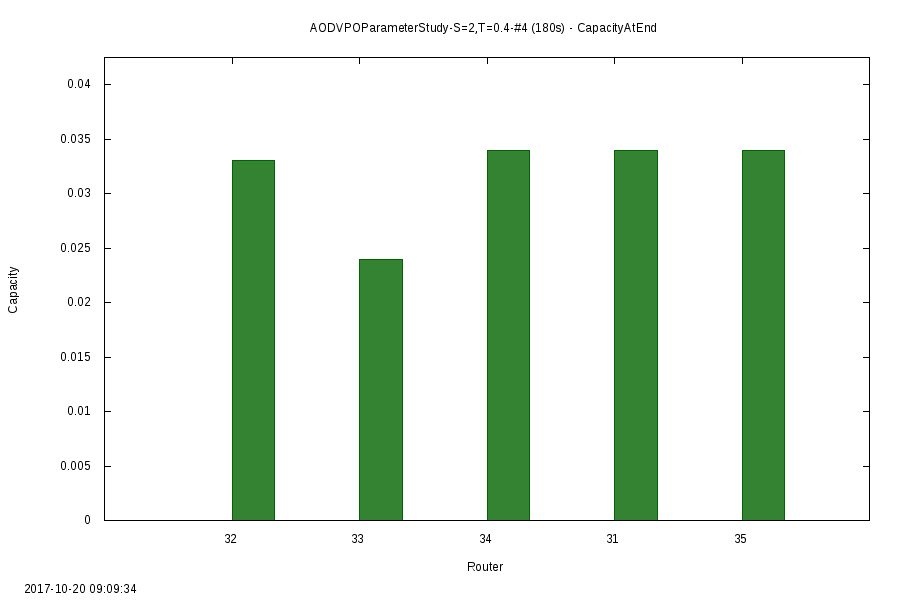 AODVPOParameterStudy-S=2,T=0.4-#4 (180s) - CapacityAtEnd
0.04
0.035
0.03
0.025
0.02
0.015
0.01
0.005
0
Capacity
32 33 34 31 35
Router
2017-10-20 09:09:34